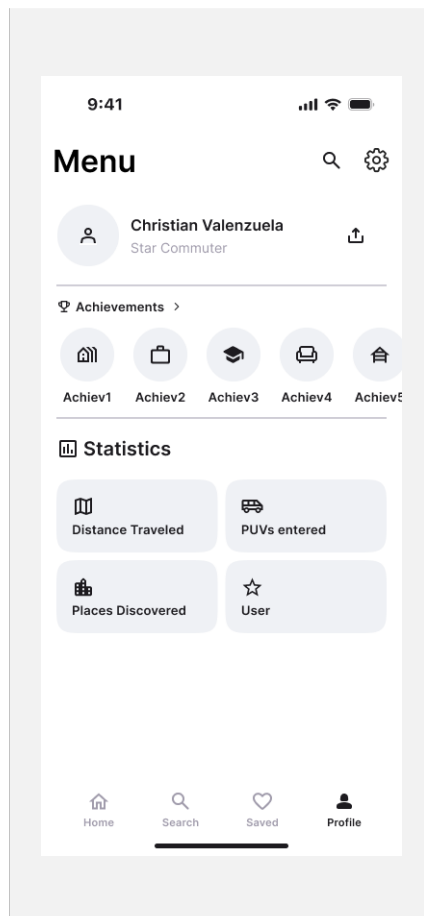 9:41
Menu
Christian Valenzuela
Star Commuter
Achievements
Achiev1 Achiev2 Achiev3 Achiev4 Achiev5
Statistics
Distance Traveled PUVs entered
Places Discovered User
Home Search Saved Profile